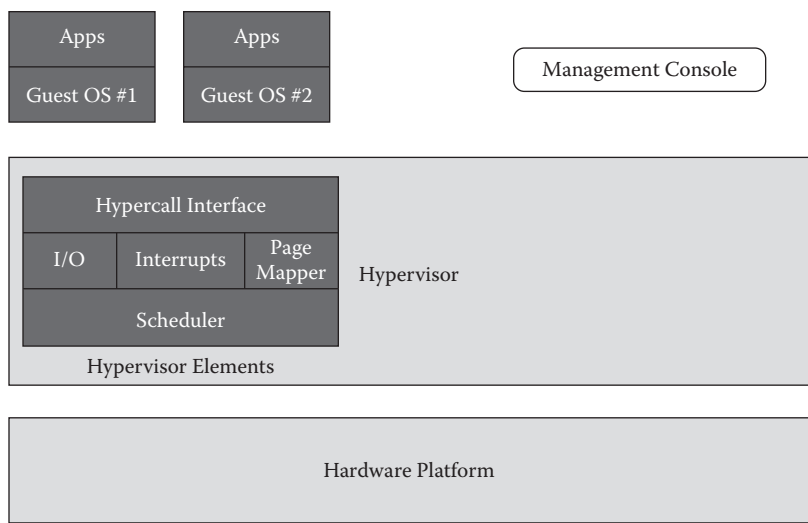 Apps
Apps
Guest OS #1
Guest OS #2
Management Console
Hypercall Interface
I/O
Interrupts
Page
Mapper
Hypervisor
Scheduler
Hypervisor Elements
Hardware Platform